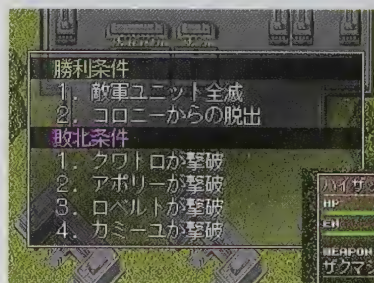 勝利条件
1. 敵軍ユニット全滅
2. コロニーからの脱出
敗北条件
1. クワトロが撃破
2. アポリーが撃破
3. ロベルトが撃破
4. カミーユが撃破
ハイザッ
HP
EN
WEAPON
ザクマシ